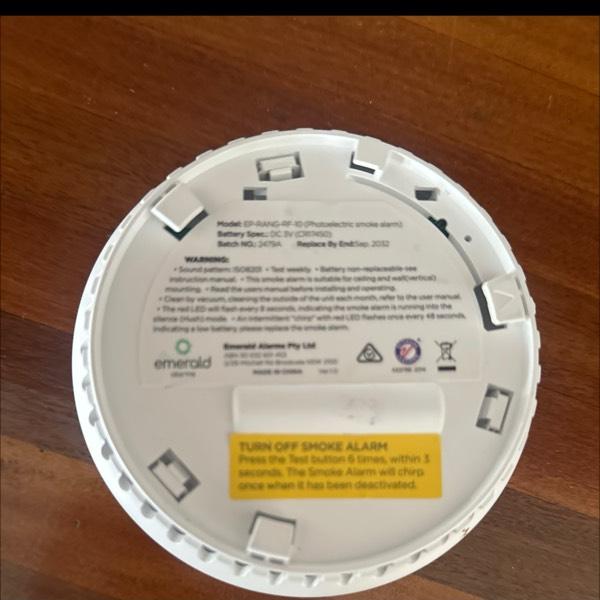 Model: EP-RANG-RF-10 (Photoelectric smoke alarm)
Battery Spec.: DC 3V (CR17450)
Batch NO.: 2479A Replace By End:Sep. 2032
WARNING:
• Sound pattern: ISO8201 • Test weekly. • Battery non-replaceable-see
instruction manual. • This smoke alarm is suitable for ceiling and wall(vertical)
mounting. • Read the users manual before installing and operating.
• Clean by vacuum, cleaning the outside of the unit each month, refer to the user manual.
• The red LED will flash every 8 seconds, indicating the alarm is running into the
silence (Hush) mode. • An intermittent "chirp" with red LED flashes once every 48 seconds,
indicating a low battery, please replace the smoke alarm.
emerald
alarms
Emerald Alarms Pty Ltd
MADE IN CHINA
TURN OFF SMOKE ALARM
Press the Test button 6 times, within 3
seconds. The Smoke Alarm will chirp
once when it has been deactivated.